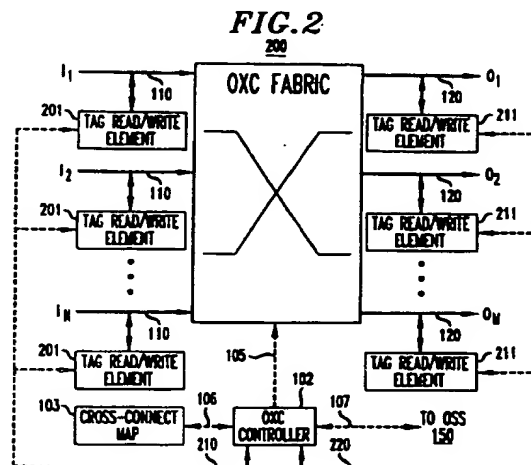 FIG.2
200
I1
110
OXC FABRIC
120
O1
201
TAG READ/WRITE ELEMENT
TAG READ/WRITE ELEMENT
211
I2
110
120
O2
201
TAG READ/WRITE ELEMENT
TAG READ/WRITE ELEMENT
211
IN
110
120
OM
201
TAG READ/WRITE ELEMENT
TAG READ/WRITE ELEMENT
211
105
102
103
CROSS-CONNECT MAP
106
OXC CONTROLLER
107
TO OSS 150
210
220